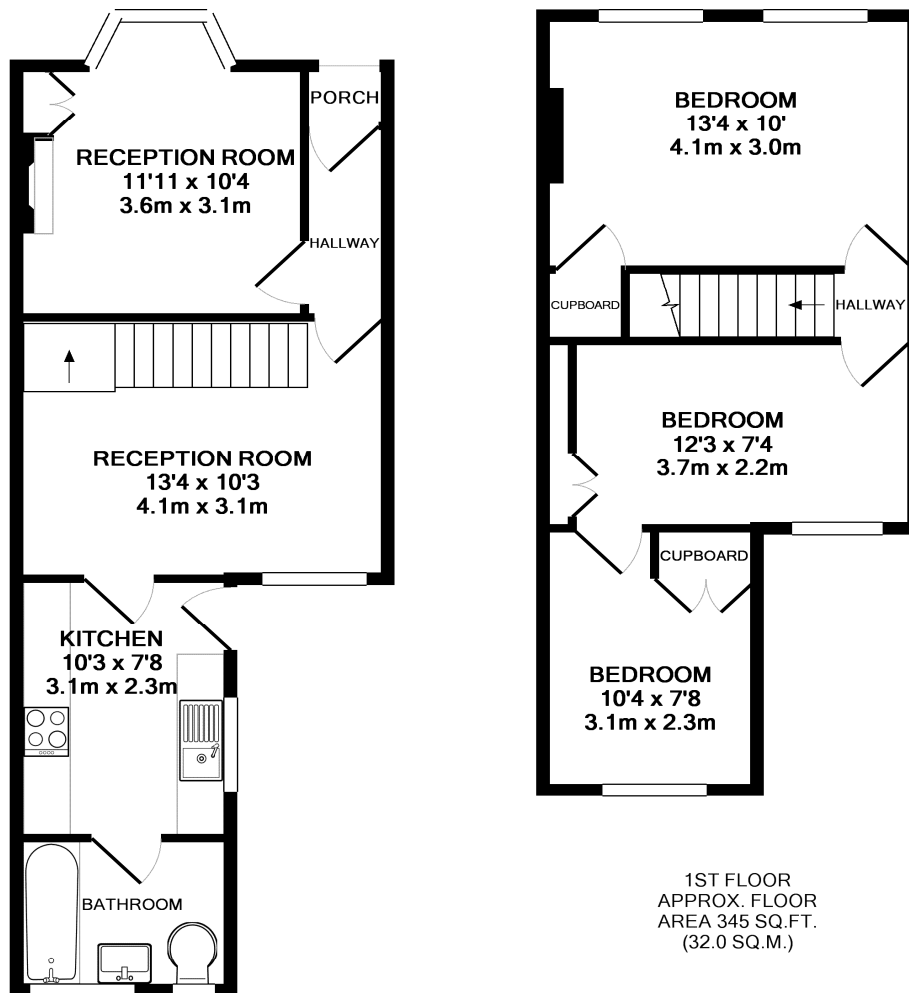 PORCH
RECEPTION ROOM
11'11 x 10'4
3.6m x 3.1m
HALLWAY
RECEPTION ROOM
13'4 x 10'3
4.1m x 3.1m
KITCHEN
10'3 x 7'8
3.1m x 2.3m
BATHROOM
BEDROOM
13'4 x 10'
4.1m x 3.0m
CUPBOARD
HALLWAY
BEDROOM
12'3 x 7'4
3.7m x 2.2m
CUPBOARD
BEDROOM
10'4 x 7'8
3.1m x 2.3m
1ST FLOOR
APPROX. FLOOR
AREA 345 SQ.FT.
(32.0 SQ.M.)